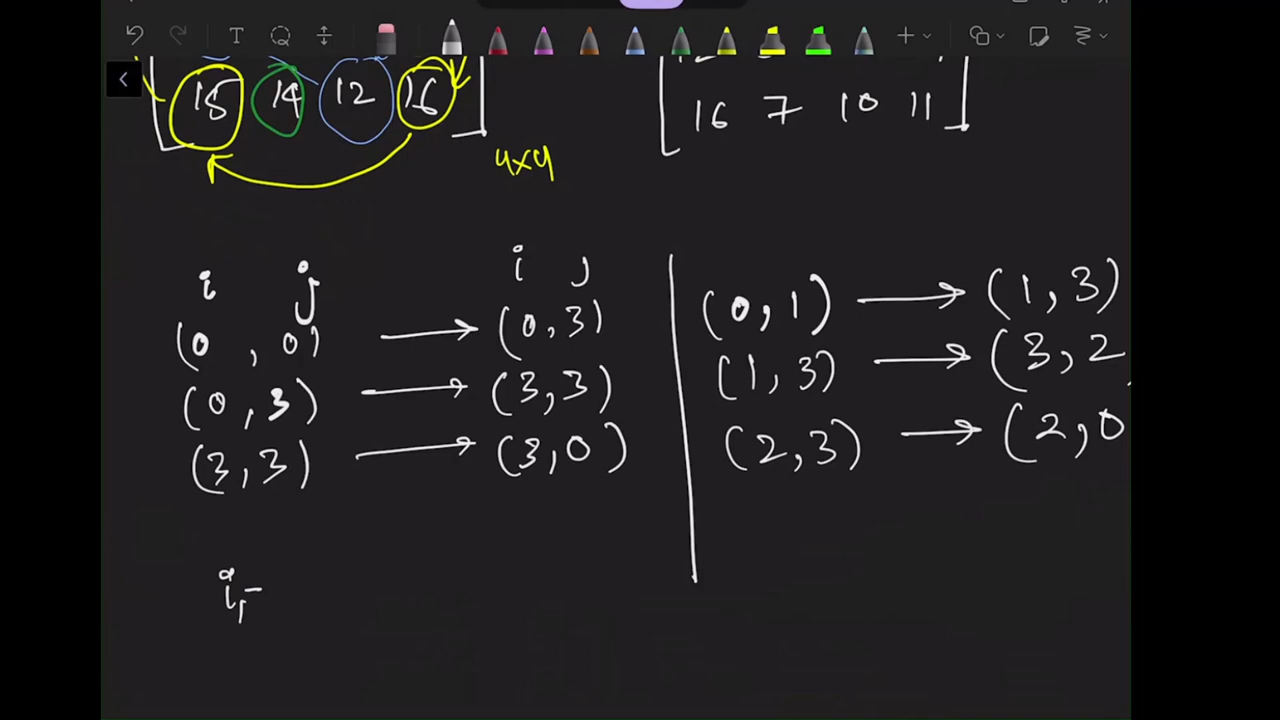 15 14 12 16
16 7 10 11
4x4
i j
i j
(0, 0) → (0,3)
(0,3) → (3,3)
(3,3) → (3,0)
(0,1) → (1,3)
(1,3) → (3,2
(2,3) → (2,0
i,